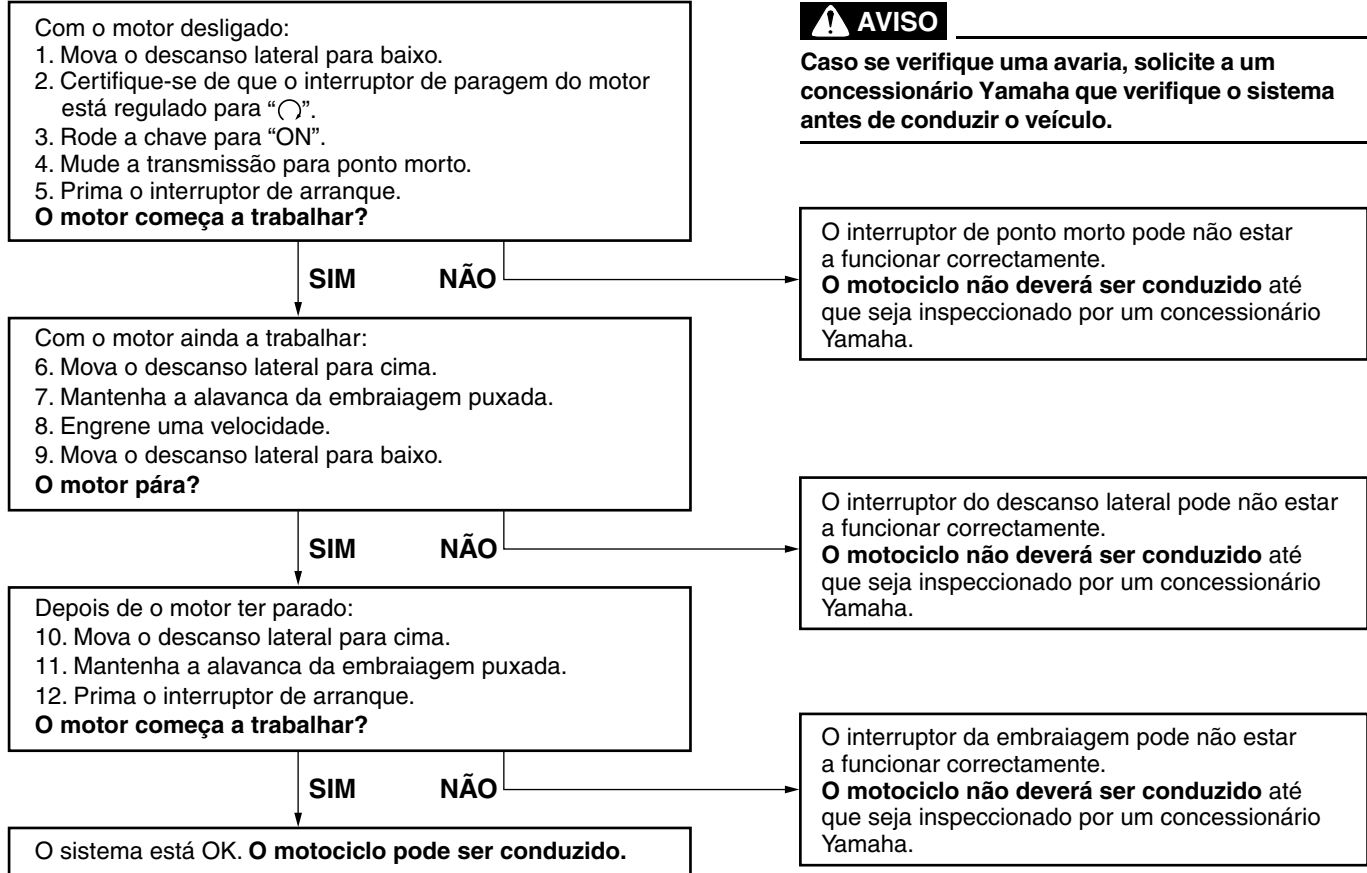 Com o motor desligado:
1. Mova o descanso lateral para baixo.
2. Certifique-se de que o interruptor de paragem do motor
está regulado para “○”.
3. Rode a chave para “ON”.
4. Mude a transmissão para ponto morto.
5. Prima o interruptor de arranque.
O motor começa a trabalhar?
AVISO
Caso se verifique uma avaria, solicite a um
concessionário Yamaha que verifique o sistema
antes de conduzir o veículo.
SIM NÃO
O interruptor de ponto morto pode não estar
a funcionar correctamente.
O motociclo não deverá ser conduzido até
que seja inspeccionado por um concessionário
Yamaha.
Com o motor ainda a trabalhar:
6. Mova o descanso lateral para cima.
7. Mantenha a alavanca da embraiagem puxada.
8. Engrene uma velocidade.
9. Mova o descanso lateral para baixo.
O motor pára?
SIM NÃO
O interruptor do descanso lateral pode não estar
a funcionar correctamente.
O motociclo não deverá ser conduzido até
que seja inspeccionado por um concessionário
Yamaha.
Depois de o motor ter parado:
10. Mova o descanso lateral para cima.
11. Mantenha a alavanca da embraiagem puxada.
12. Prima o interruptor de arranque.
O motor começa a trabalhar?
SIM NÃO
O interruptor da embraiagem pode não estar
a funcionar correctamente.
O motociclo não deverá ser conduzido até
que seja inspeccionado por um concessionário
Yamaha.
O sistema está OK. O motociclo pode ser conduzido.